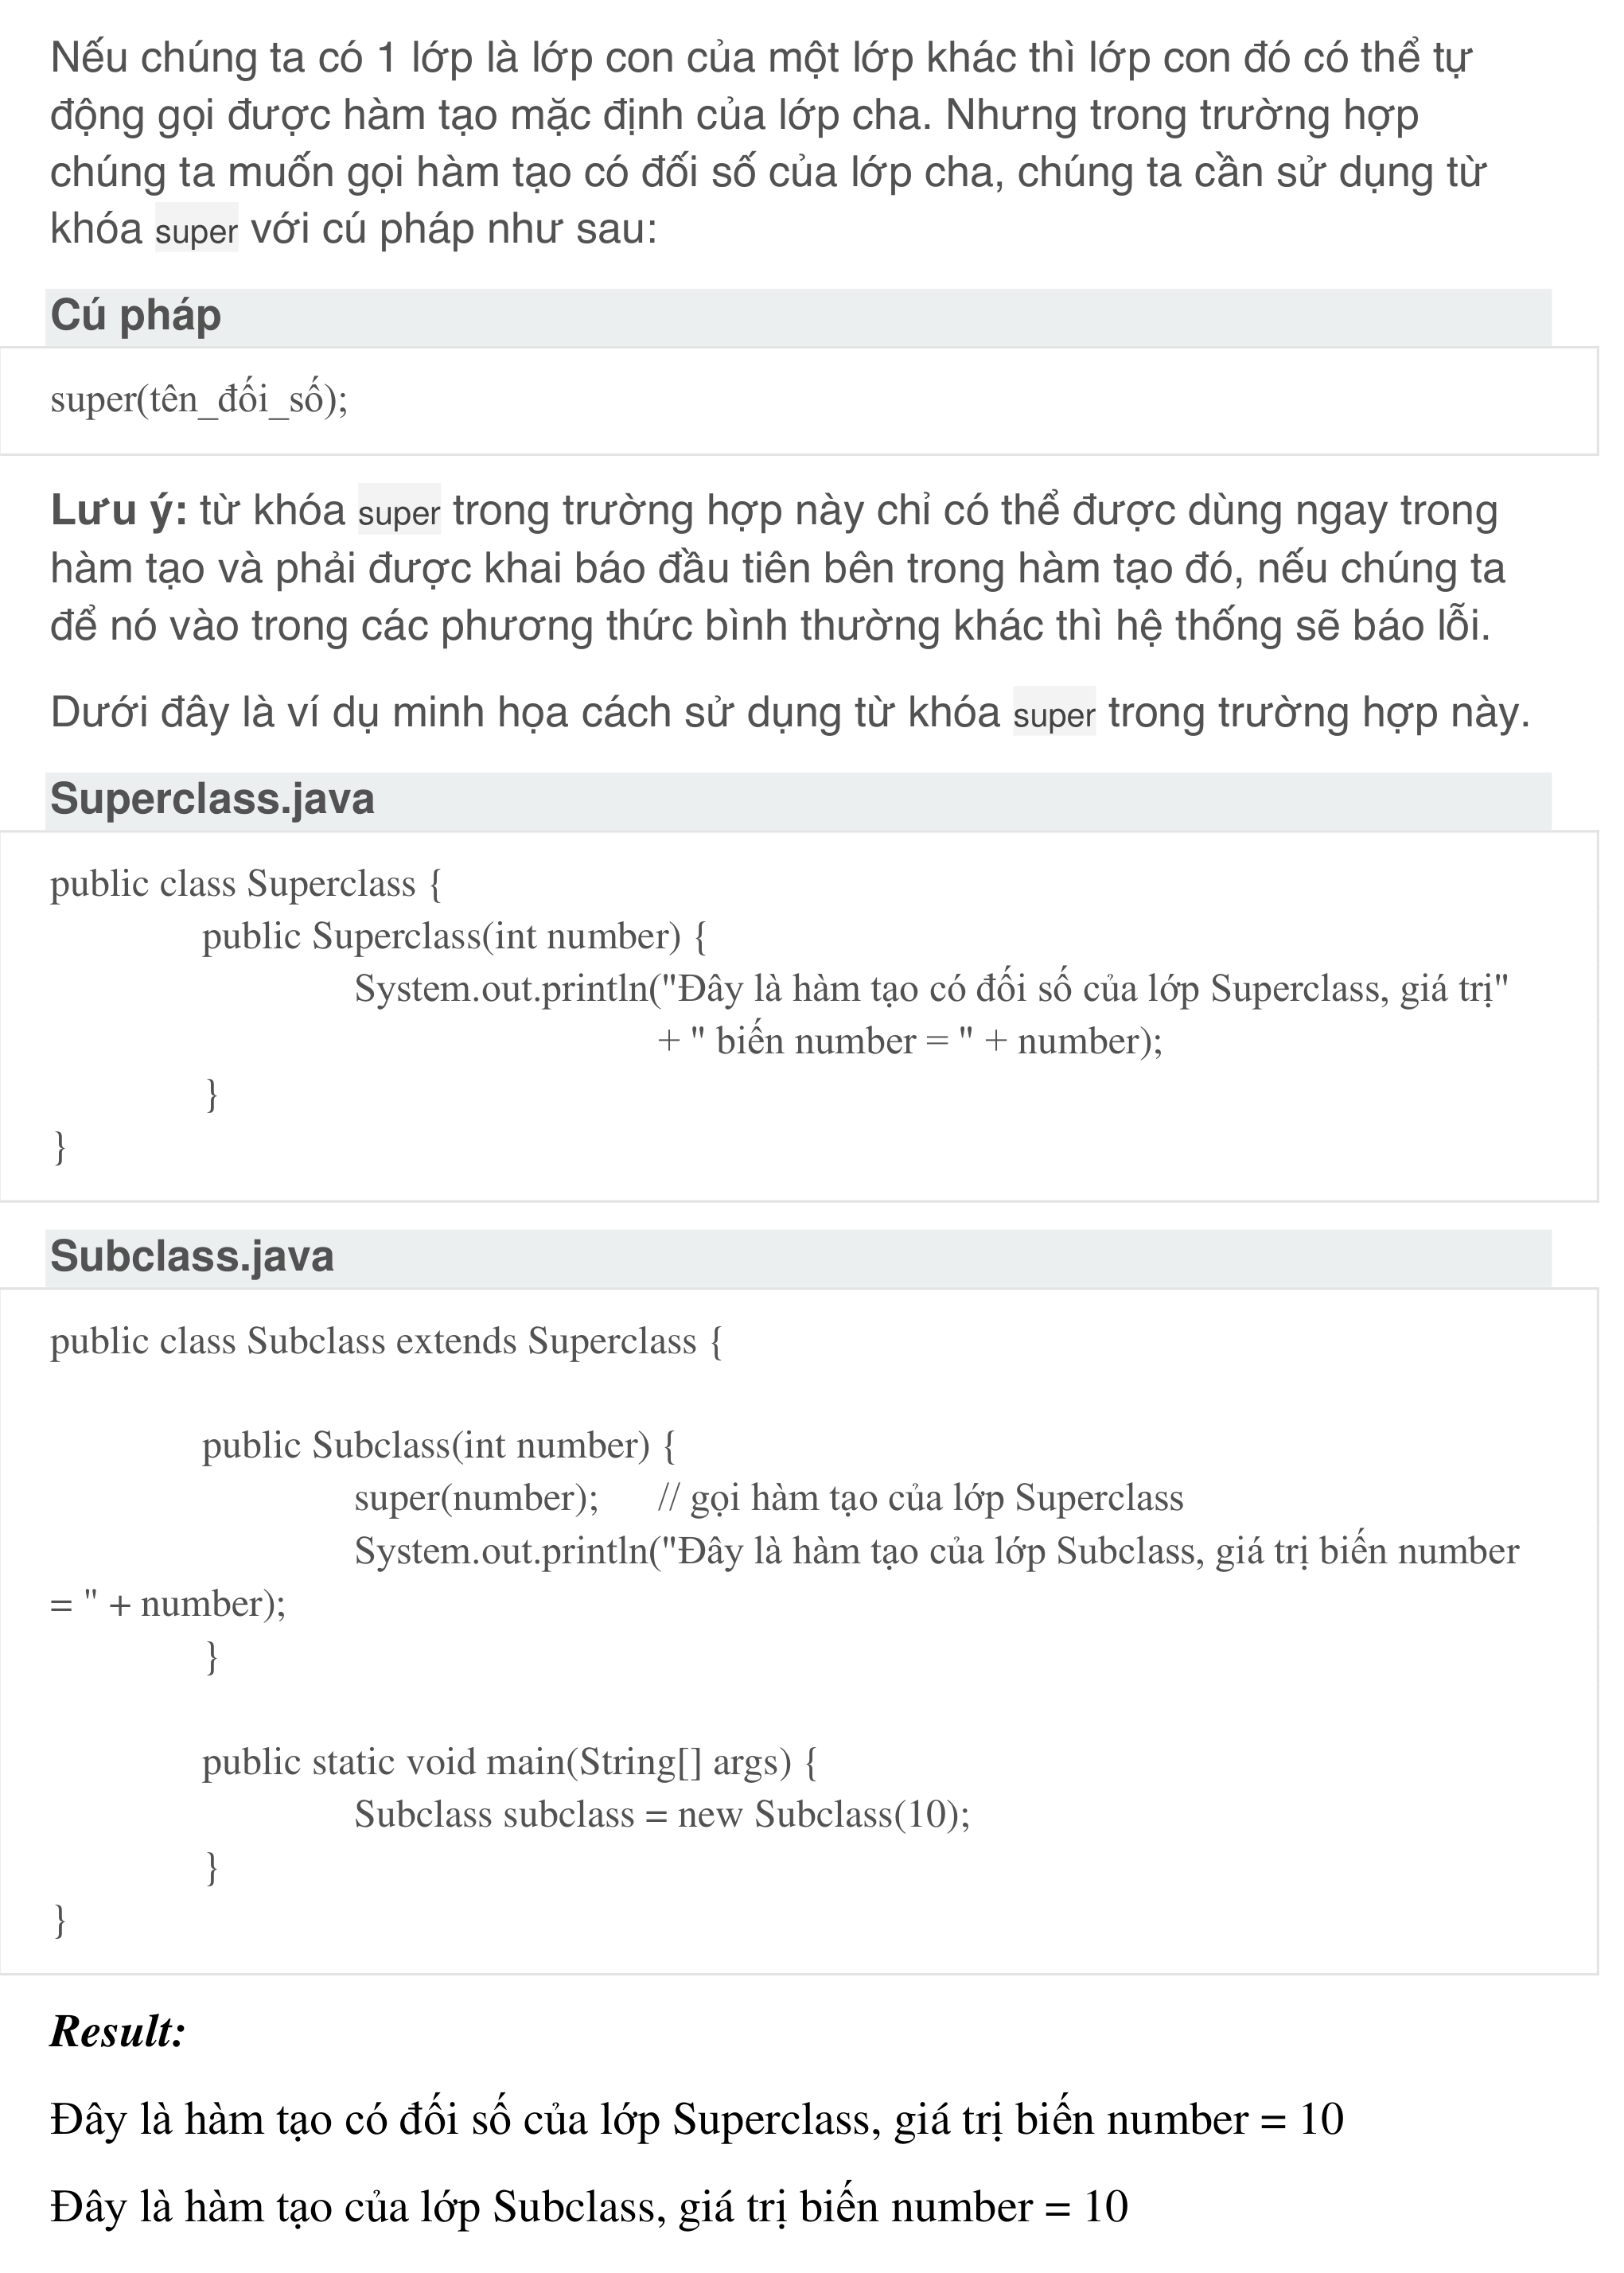 Nếu chúng ta có 1 lớp là lớp con của một lớp khác thì lớp con đó có thể tự
động gọi được hàm tạo mặc định của lớp cha. Nhưng trong trường hợp
chúng ta muốn gọi hàm tạo có đối số của lớp cha, chúng ta cần sử dụng từ
khóa super với cú pháp như sau:
Cú pháp
super(tên_đối_số);
Lưu ý: từ khóa super trong trường hợp này chỉ có thể được dùng ngay trong
hàm tạo và phải được khai báo đầu tiên bên trong hàm tạo đó, nếu chúng ta
để nó vào trong các phương thức bình thường khác thì hệ thống sẽ báo lỗi.
Dưới đây là ví dụ minh họa cách sử dụng từ khóa super trong trường hợp này.
Superclass.java
public class Superclass {
public Superclass(int number) {
System.out.println("Đây là hàm tạo có đối số của lớp Superclass, giá trị"
+ " biến number = " + number);
}
}
Subclass.java
public class Subclass extends Superclass {
public Subclass(int number) {
super(number); // gọi hàm tạo của lớp Superclass
System.out.println("Đây là hàm tạo của lớp Subclass, giá trị biến number
= " + number);
}
public static void main(String[] args) {
Subclass subclass = new Subclass(10);
}
}
Result:
Đây là hàm tạo có đối số của lớp Superclass, giá trị biến number = 10
Đây là hàm tạo của lớp Subclass, giá trị biến number = 10